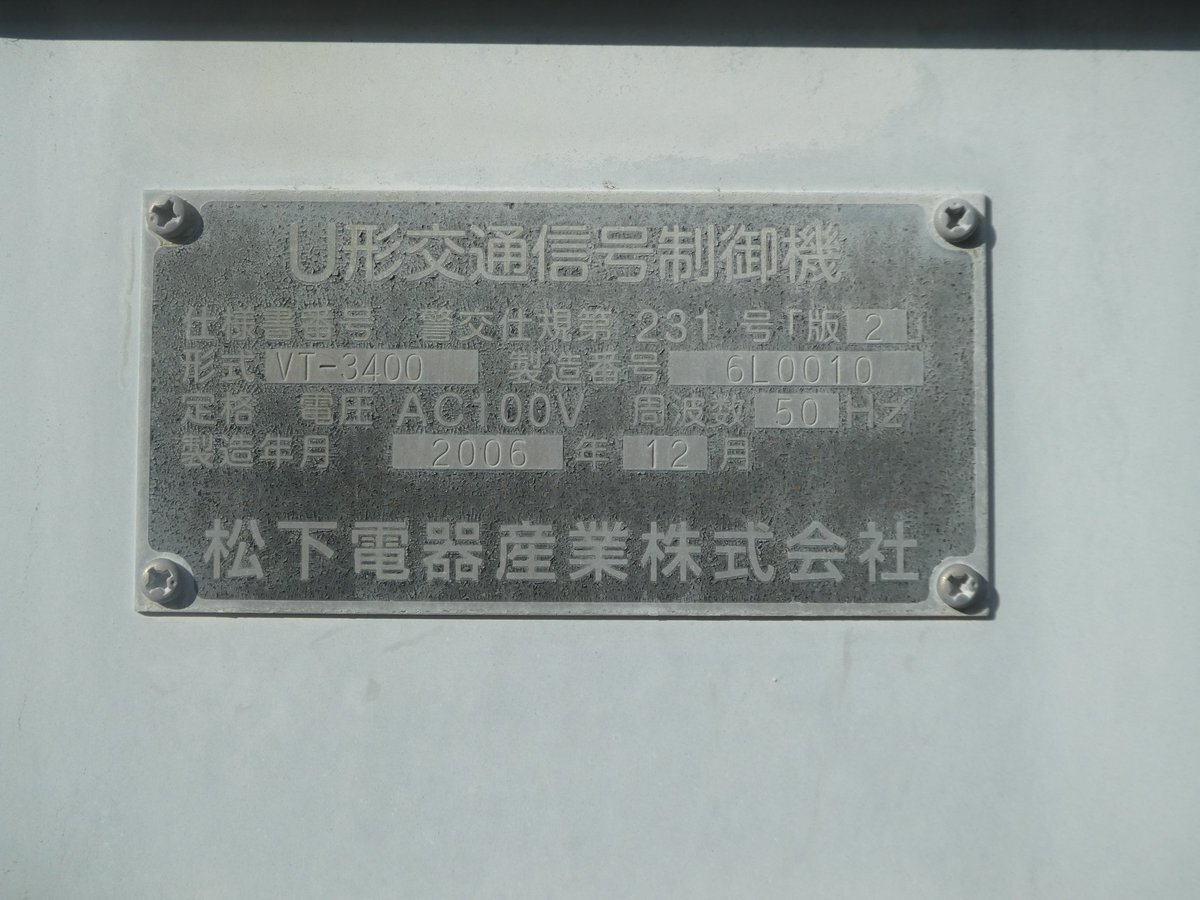 U形交通信号制御機
仕様書番号 警交仕規第 231 号「版 2」
形式 VT-3400 製造番号 6L0010
定格 電圧 AC100V 周波数 50 Hz
製造年月 2006 年 12 月
松下電器産業株式会社